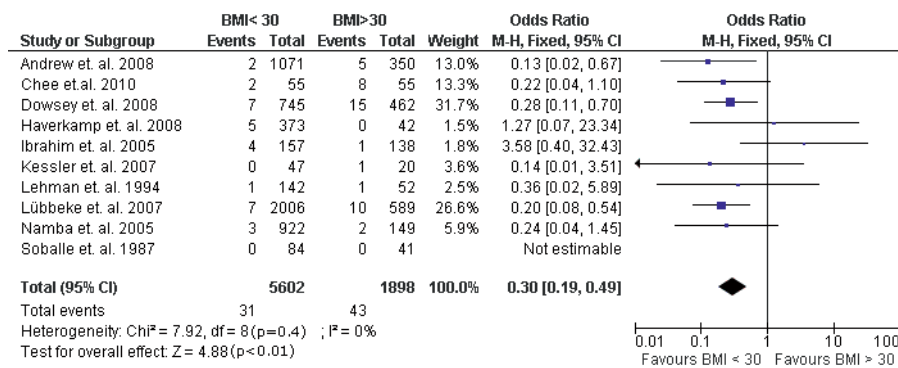 BMI< 30 BMI>30 Odds Ratio Odds Ratio
Study or Subgroup Events Total Events Total Weight M-H, Fixed, 95% CI M-H, Fixed, 95% CI
Andrew et. al. 2008 2 1071 5 350 13.0% 0.13 [0.02, 0.67]
Chee et.al. 2010 2 55 8 55 13.3% 0.22 [0.04, 1.10]
Dowsey et. al. 2008 7 745 15 462 31.7% 0.28 [0.11, 0.70]
Haverkamp et. al. 2008 5 373 0 42 1.5% 1.27 [0.07, 23.34]
Ibrahim et. al. 2005 4 157 1 138 1.8% 3.58 [0.40, 32.43]
Kessler et. al. 2007 0 47 1 20 3.6% 0.14 [0.01, 3.51]
Lehman et. al. 1994 1 142 1 52 2.5% 0.36 [0.02, 5.89]
Lübbeke et. al. 2007 7 2006 10 589 26.6% 0.20 [0.08, 0.54]
Namba et. al. 2005 3 922 2 149 5.9% 0.24 [0.04, 1.45]
Soballe et. al. 1987 0 84 0 41 Not estimable
Total (95% CI) 5602 1898 100.0% 0.30 [0.19, 0.49]
Total events 31 43
Heterogeneity: Chi² = 7.92, df = 8(p=0.4) ; I² = 0%
Test for overall effect: Z = 4.88(p<0.01)
0.01 0.1 1 10 100
Favours BMI < 30 Favours BMI > 30